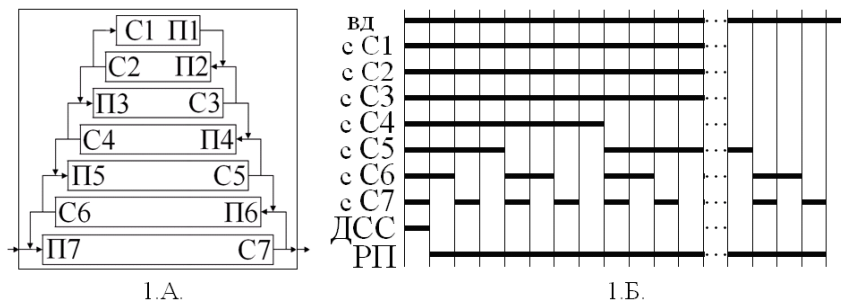 С1 П1
С2 П2
П3 С3
С4 П4
П5 С5
С6 П6
П7 С7
1.А.
вд
с С1
с С2
с С3
с С4
с С5
с С6
с С7
ДСС
РП
1.Б.